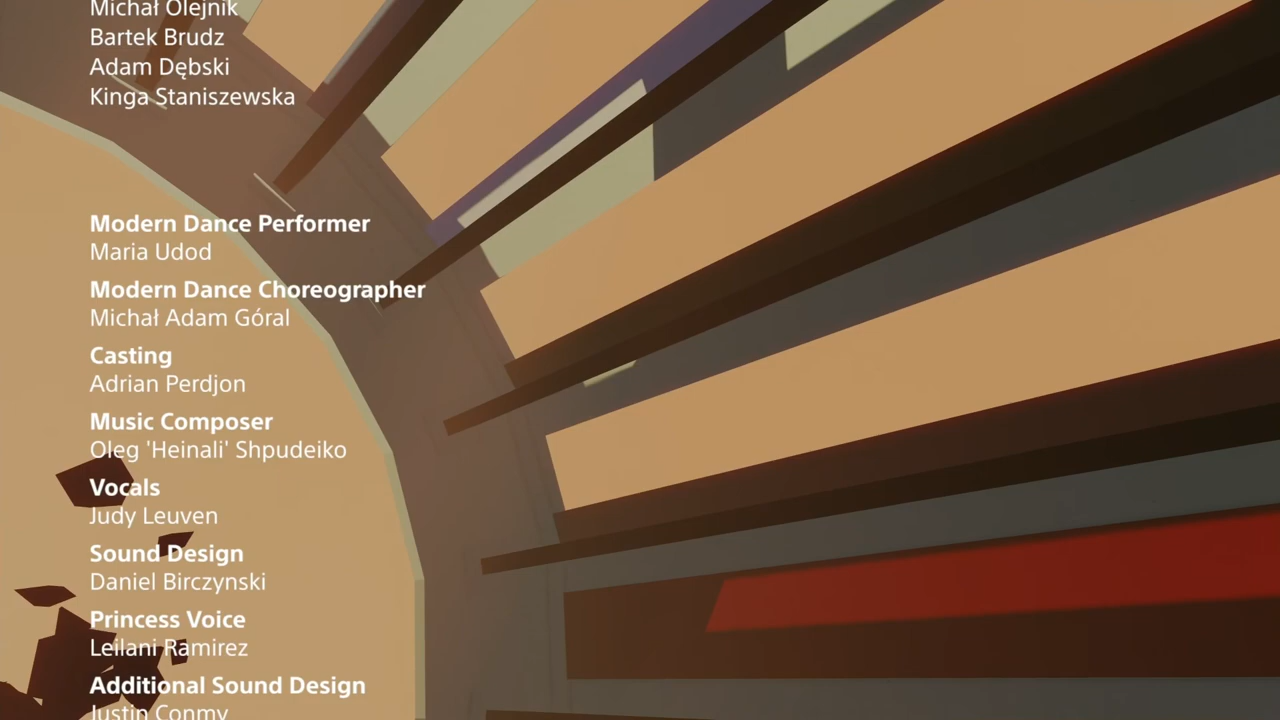 Michał Olejnik
Bartek Brudz
Adam Dębski
Kinga Staniszewska
Modern Dance Performer
Maria Udod
Modern Dance Choreographer
Michał Adam Góral
Casting
Adrian Perdjon
Music Composer
Oleg 'Heinali' Shpudeiko
Vocals
Judy Leuven
Sound Design
Daniel Birczynski
Princess Voice
Leilani Ramirez
Additional Sound Design
Justin Conmy